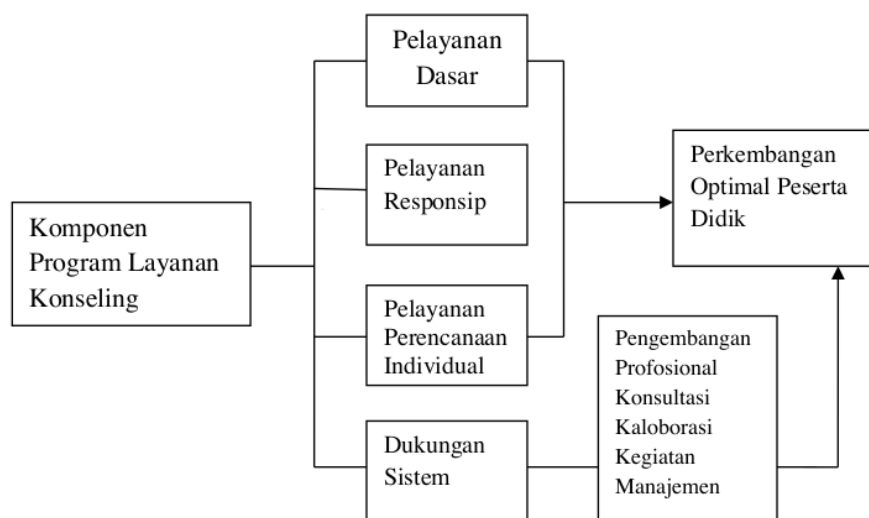 Pelayanan
Dasar
Pelayanan
Responsip
Perkembangan
Optimal Peserta
Didik
Komponen
Program Layanan
Konseling
Pelayanan
Perencanaan
Individual
Pengembangan
Profosional
Konsultasi
Kaloborasi
Kegiatan
Manajemen
Dukungan
Sistem